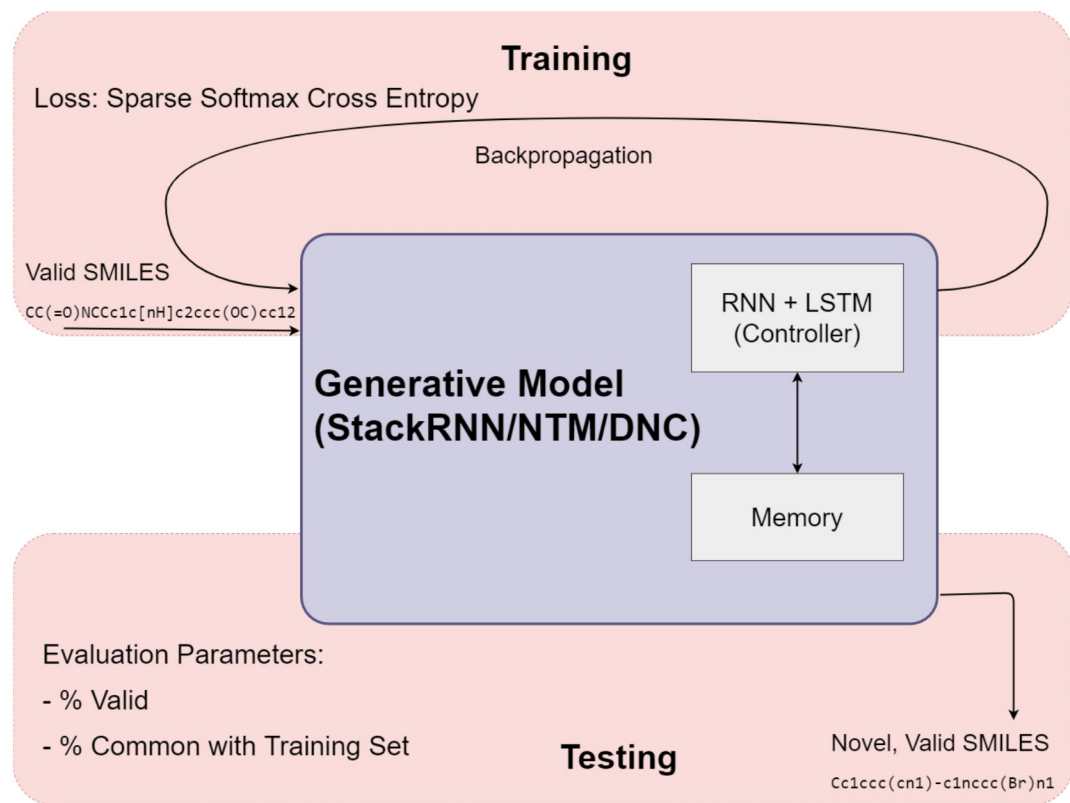 Training
Loss: Sparse Softmax Cross Entropy
Backpropagation
Valid SMILES
CC(=O)NCCc1c[nH]c2ccc(OC)cc12
RNN + LSTM
(Controller)
Generative Model
(StackRNN/NTM/DNC)
Memory
Evaluation Parameters:
- % Valid
- % Common with Training Set
Testing
Novel, Valid SMILES
Cc1ccc(cn1)-c1nccc(Br)n1